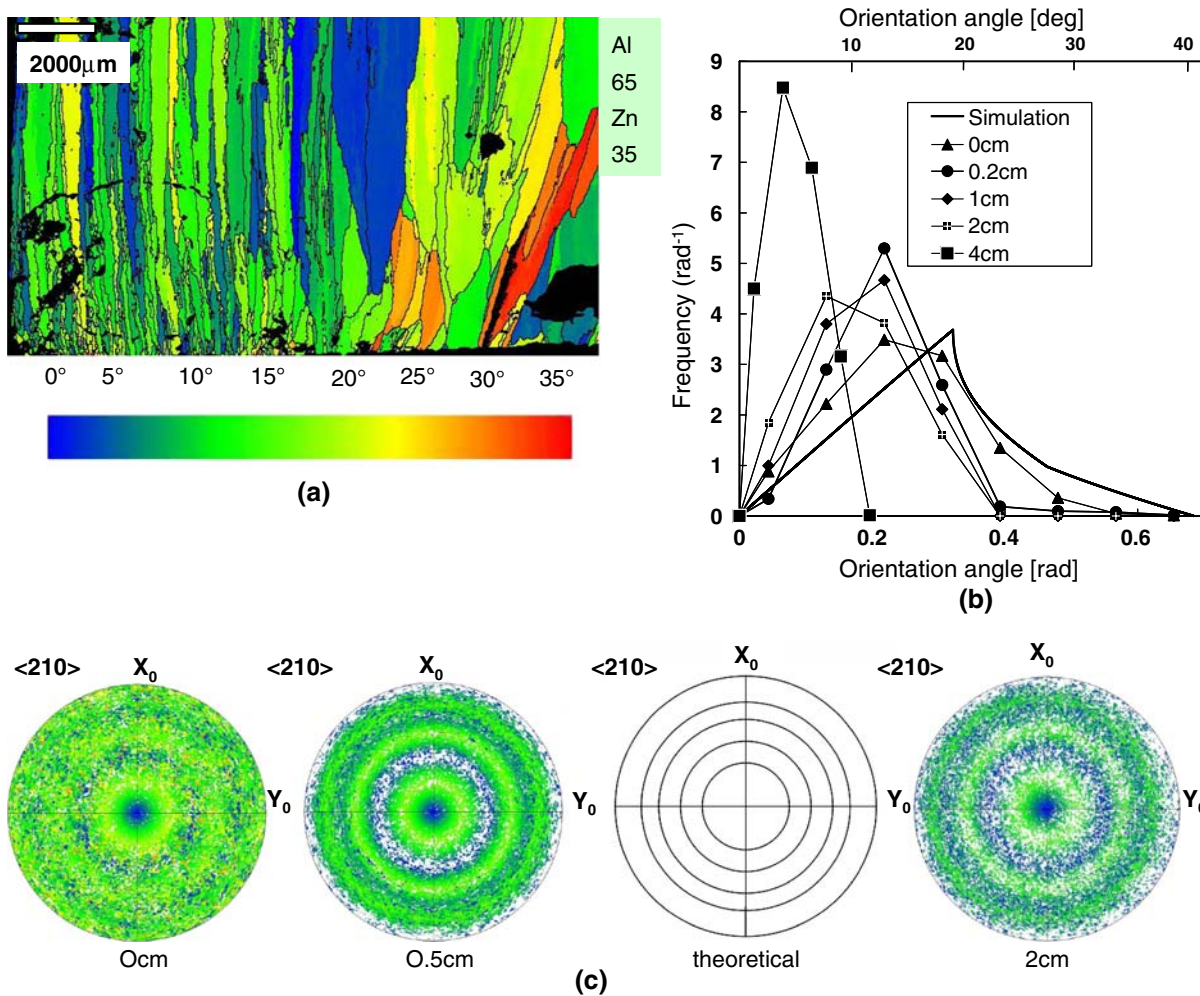 2000μm
Al
65
Zn
35
0° 5° 10° 15° 20° 25° 30° 35°
(a)
Orientation angle [deg]
10 20 30 40
9
8
7
6
5
4
3
2
1
0
Frequency (rad⁻¹)
Simulation
0cm
0.2cm
1cm
2cm
4cm
0 0.2 0.4 0.6
Orientation angle [rad]
(b)
<210> X₀ Y₀
Ocm
<210> X₀ Y₀
O.5cm
<210> X₀ Y₀
theoretical
<210> X₀ Y₀
2cm
(c)